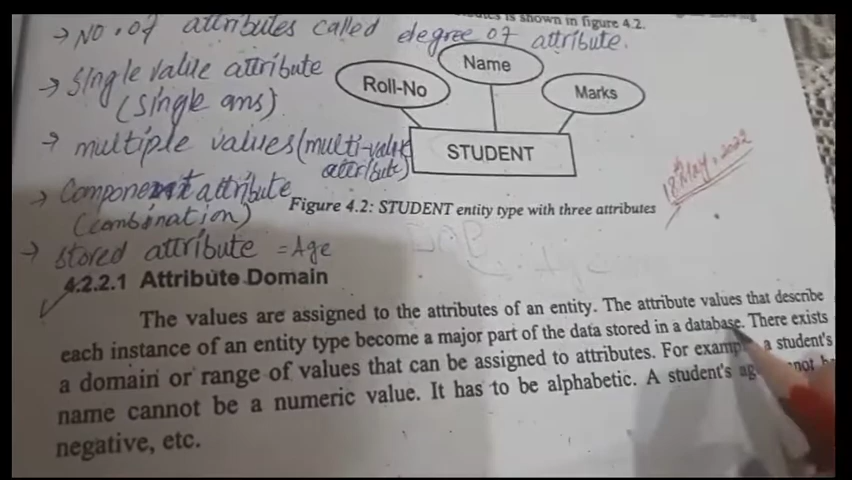 is shown in figure 4.2.
→ No. of attributes called degree of attribute.
→ Single value attribute
(single ans)
→ multiple values (multi-value
attribute)
→ Component attribute
(combination)
→ Stored attribute = Age
Roll-No
Name
Marks
STUDENT
Figure 4.2: STUDENT entity type with three attributes
18th May, 2022
4.2.2.1 Attribute Domain
The values are assigned to the attributes of an entity. The attribute values that describe
each instance of an entity type become a major part of the data stored in a database. There exists
a domain or range of values that can be assigned to attributes. For example, a student's
name cannot be a numeric value. It has to be alphabetic. A student's age
negative, etc.